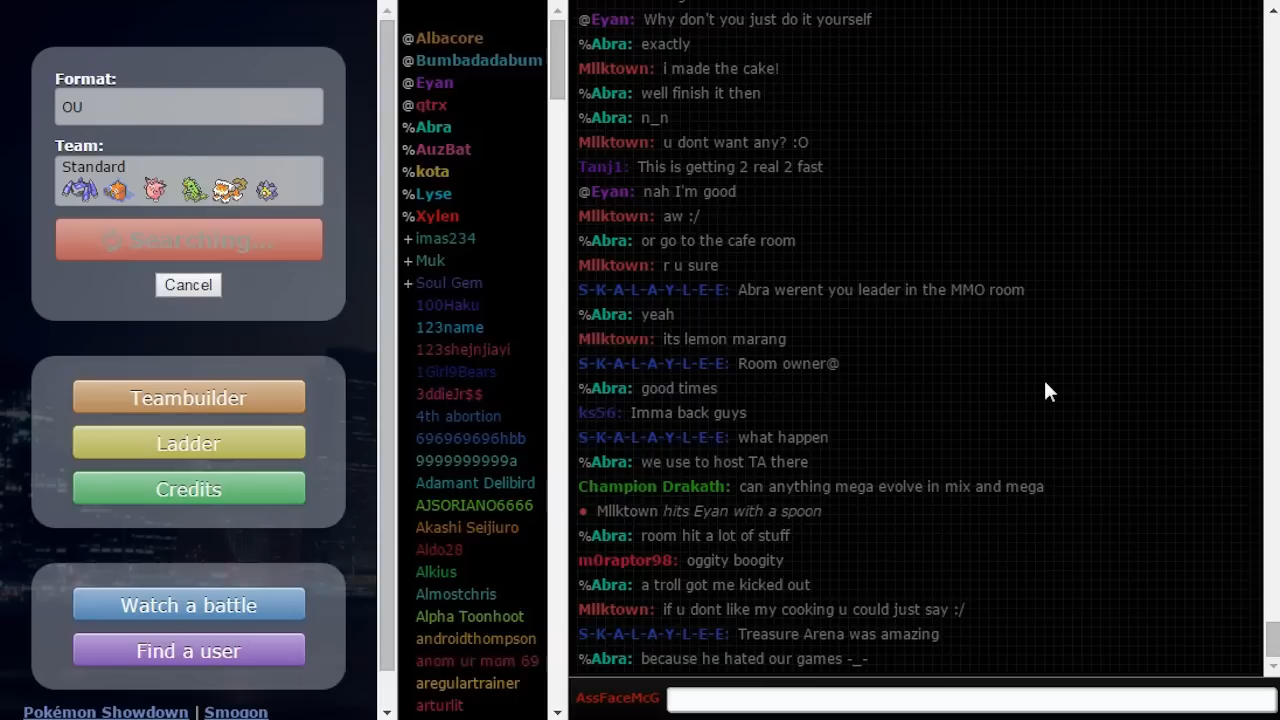 Format:
OU
Team:
Standard
Searching...
Cancel
Teambuilder
Ladder
Credits
Watch a battle
Find a user
Pokémon Showdown | Smogon
@Albacore
@Bumbadadabum
@Eyan
@qtrx
%Abra
%AuzBat
%kota
%Lyse
%Xylen
+imas234
+Muk
+Soul Gem
100Haku
123name
123shejnjiayi
1Girl9Bears
3ddieJr$$
4th abortion
696969696hbb
9999999999a
Adamant Delibird
AJSORIANO6666
Akashi Seijiuro
Aldo28
Alkius
Almostchris
Alpha Toonhoot
androidthompson
anom ur mom 69
aregulartrainer
arturlit
@Eyan: Why don't you just do it yourself
%Abra: exactly
Mllktown: i made the cake!
%Abra: well finish it then
%Abra: n_n
Mllktown: u dont want any? :O
Tanj1: This is getting 2 real 2 fast
@Eyan: nah I'm good
Mllktown: aw :/
%Abra: or go to the cafe room
Mllktown: r u sure
S-K-A-L-A-Y-L-E-E: Abra werent you leader in the MMO room
%Abra: yeah
Mllktown: its lemon marang
S-K-A-L-A-Y-L-E-E: Room owner@
%Abra: good times
ks56: Imma back guys
S-K-A-L-A-Y-L-E-E: what happen
%Abra: we use to host TA there
Champion Drakath: can anything mega evolve in mix and mega
• Mllktown hits Eyan with a spoon
%Abra: room hit a lot of stuff
m0raptor98: oggity boogity
%Abra: a troll got me kicked out
Mllktown: if u dont like my cooking u could just say :/
S-K-A-L-A-Y-L-E-E: Treasure Arena was amazing
%Abra: because he hated our games -_-
AssFaceMcG